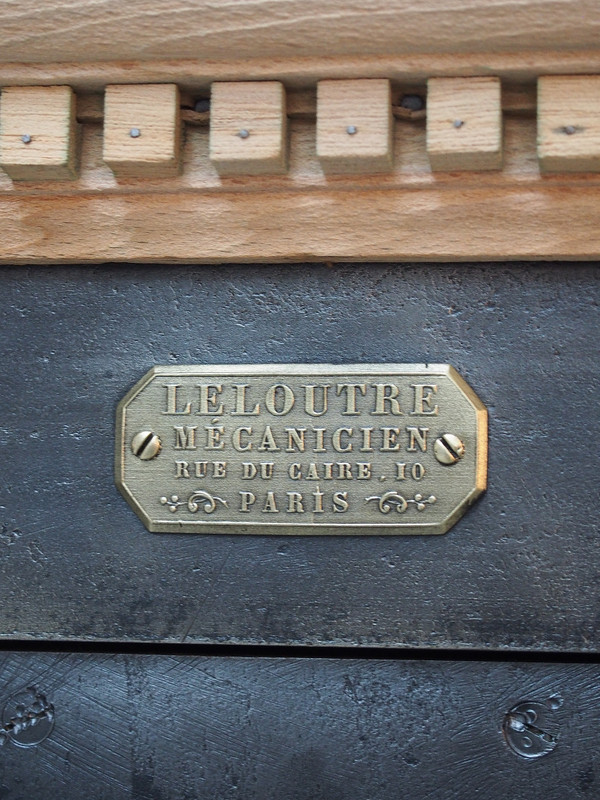 LELOUTRE
MÉCANICIEN
RUE DU CAIRE . 10
PARIS